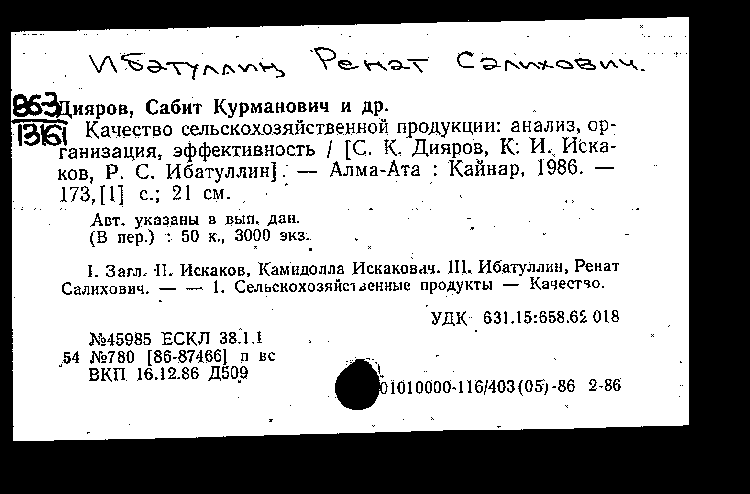 Ибатуллин, Ренат Салихович.
863 Дияров, Сабит Курманович и др.
13161 Качество сельскохозяйственной продукции: анализ, ор-
ганизация, эффективность / [С. К. Дияров, К. И. Иска-
ков, Р. С. Ибатуллин]. — Алма-Ата : Кайнар, 1986. —
173,[1] с.; 21 см.
Авт. указаны в вып. дан.
(В пер.) : 50 к., 3000 экз.
I. Загл. II. Искаков, Камидолла Искакович. III. Ибатуллин, Ренат
Салихович. — — 1. Сельскохозяйственные продукты — Качество.
УДК 631.15:658.62 018
№45985 ЕСКЛ 38.1.1
54 №780 [86-87466] п вс
ВКП 16.12.86 Д509
01010000-116/403(05)-86 2-86